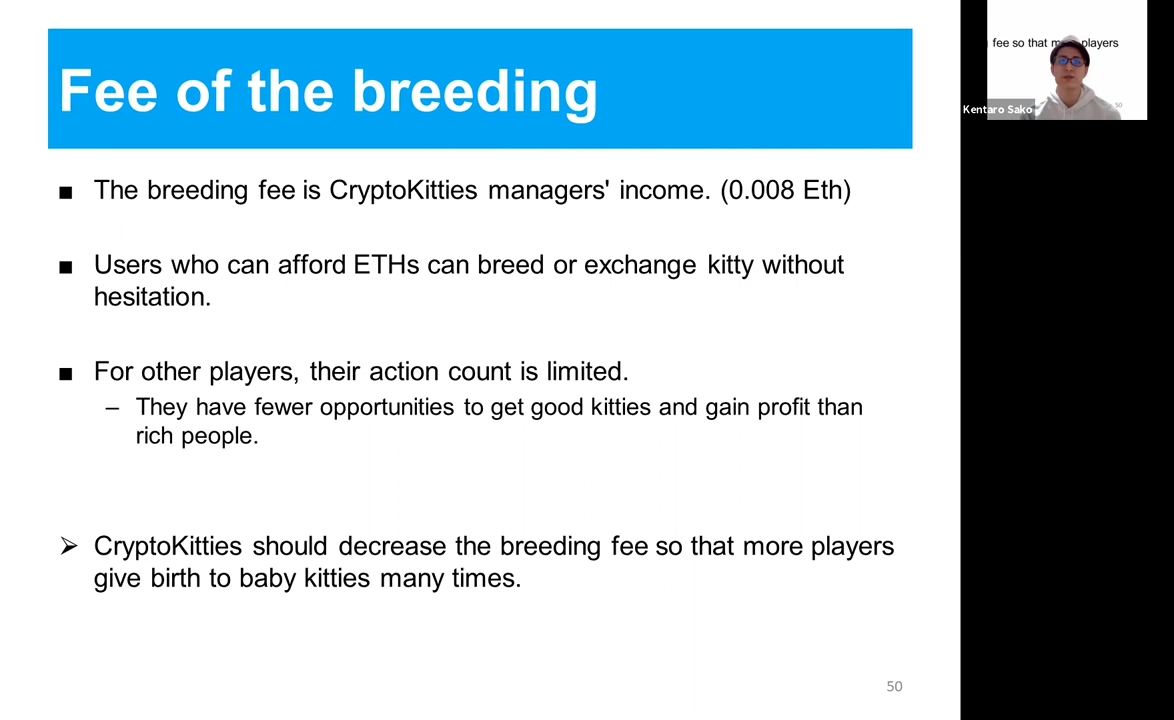 Fee of the breeding
■ The breeding fee is CryptoKitties managers' income. (0.008 Eth)
■ Users who can afford ETHs can breed or exchange kitty without
hesitation.
■ For other players, their action count is limited.
– They have fewer opportunities to get good kitties and gain profit than
rich people.
➢ CryptoKitties should decrease the breeding fee so that more players
give birth to baby kitties many times.
50
fee so that players
Kentaro Sako
50